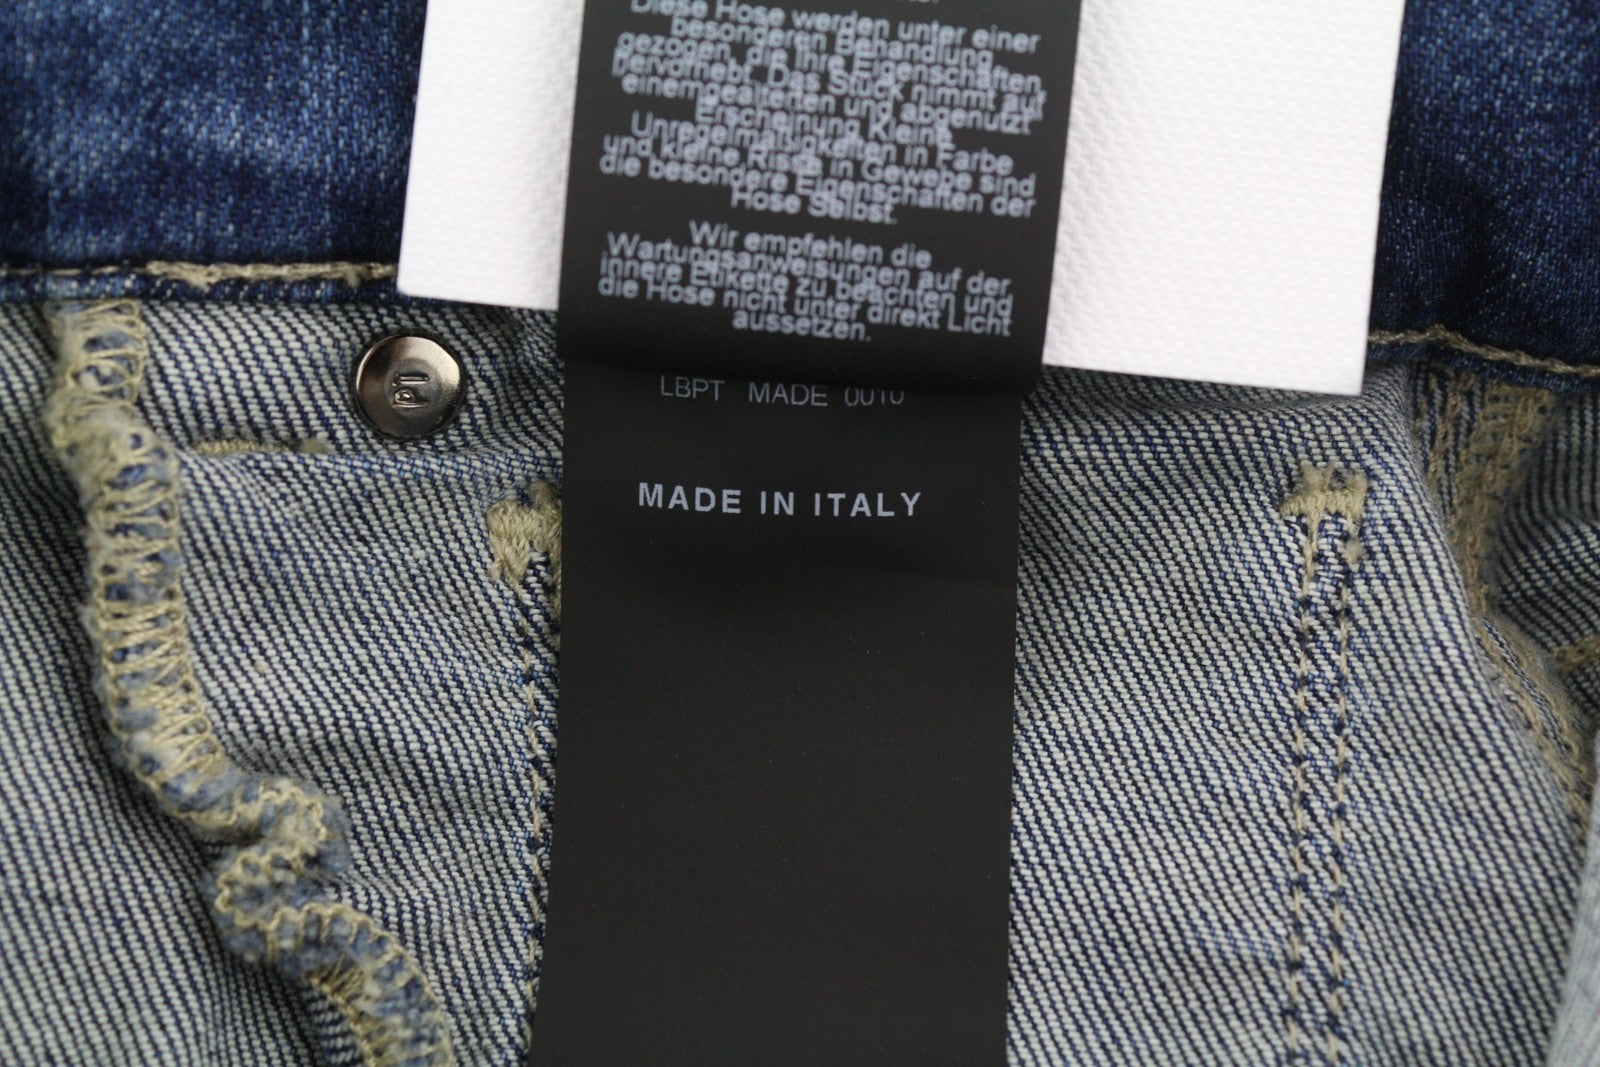 Diese Hose werden unter einer
besonderen Behandlung
gezogen, die Ihre Eigenschaften
hervorhebt. Das Stück nimmt auf
einemgealterten und abgenutzt
Erscheinung Kleine
Unregelmäßigkeiten in Farbe
und kleine Risse in Gewebe sind
die besondere Eigenschaften der
Hose Selbst.
Wir empfehlen die
Wartungsanweisungen auf der
innere Etikette zu beachten und
die Hose nicht unter direkt Licht
aussetzen.
LBPT MADE 0010
MADE IN ITALY
PT